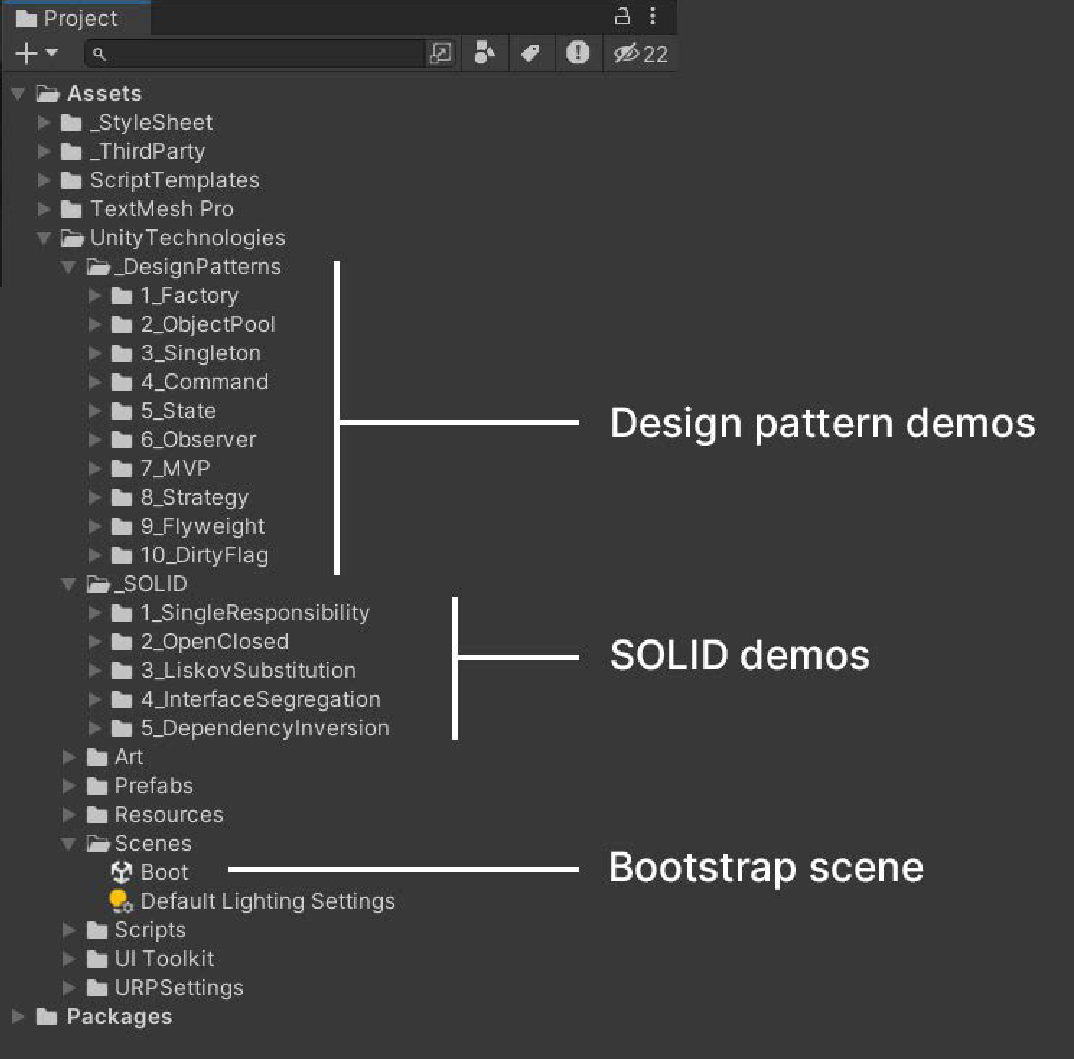 Project
22
Assets
_StyleSheet
_ThirdParty
ScriptTemplates
TextMesh Pro
UnityTechnologies
_DesignPatterns
1_Factory
2_ObjectPool
3_Singleton
4_Command
5_State
6_Observer
7_MVP
8_Strategy
9_Flyweight
10_DirtyFlag
Design pattern demos
_SOLID
1_SingleResponsibility
2_OpenClosed
3_LiskovSubstitution
4_InterfaceSegregation
5_DependencyInversion
SOLID demos
Art
Prefabs
Resources
Scenes
Boot
Bootstrap scene
Default Lighting Settings
Scripts
UI Toolkit
URPSettings
Packages